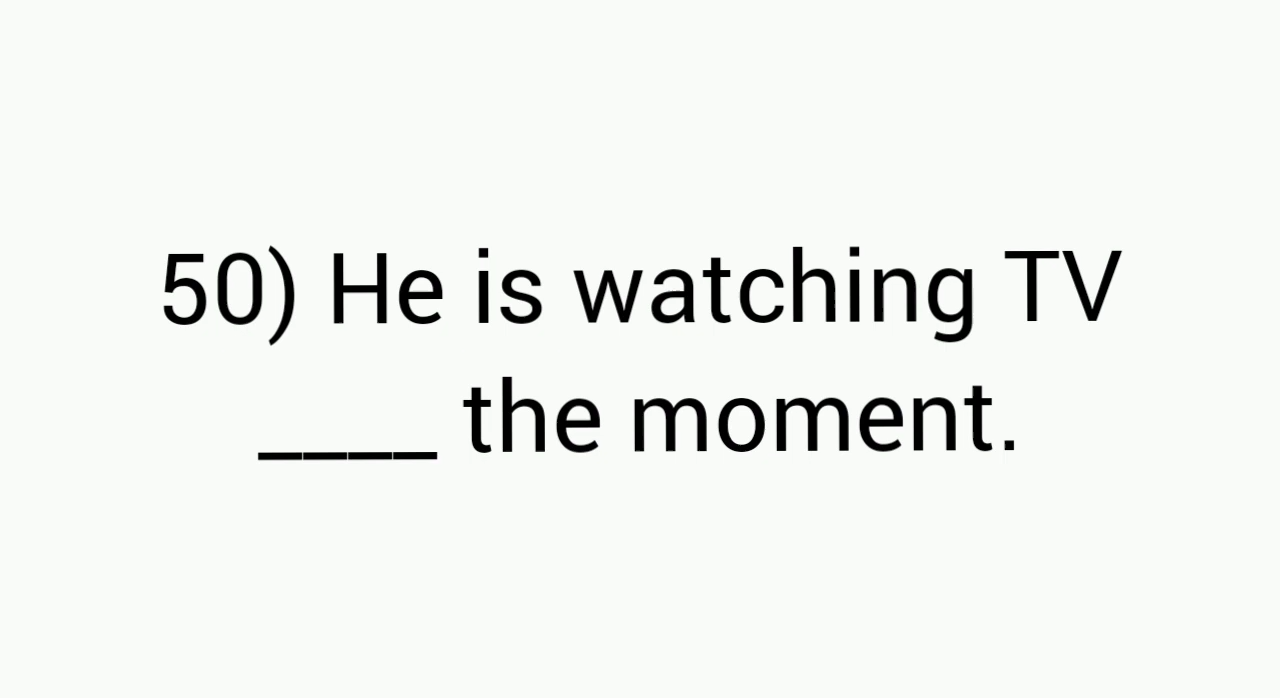 50) He is watching TV
____ the moment.